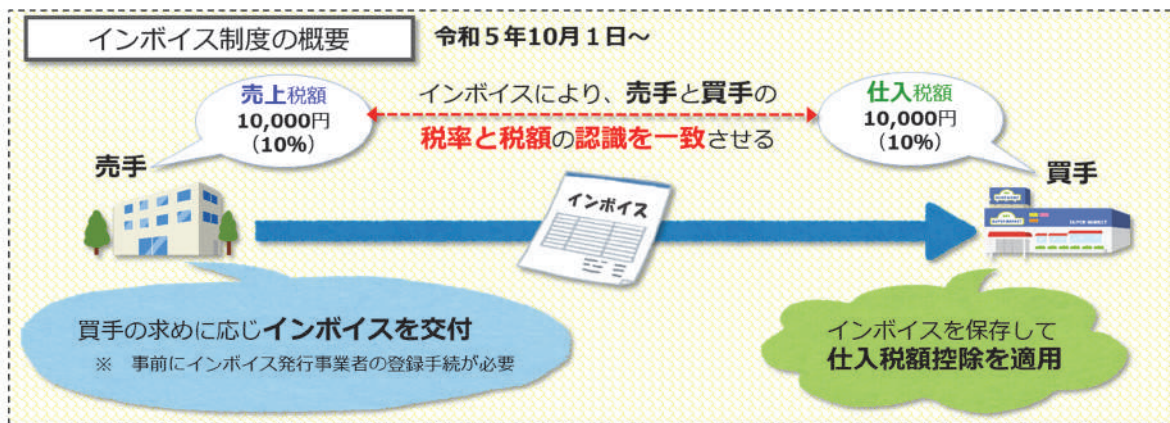 インボイス制度の概要
令和５年10月１日～
売上税額
10,000円
（10%）
インボイスにより、売手と買手の
税率と税額の認識を一致させる
仕入税額
10,000円
（10%）
売手
買手
インボイス
SUPER MARKET
買手の求めに応じインボイスを交付
※ 事前にインボイス発行事業者の登録手続が必要
インボイスを保存して
仕入税額控除を適用